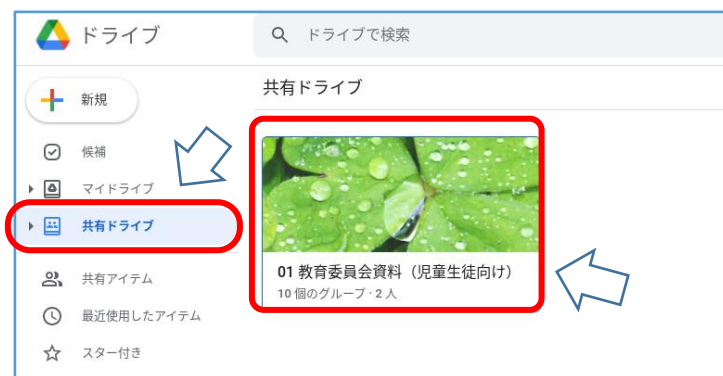 ドライブ
ドライブで検索
新規
共有ドライブ
候補
マイドライブ
共有ドライブ
01 教育委員会資料（児童生徒向け）
10 個のグループ · 2 人
共有アイテム
最近使用したアイテム
スター付き